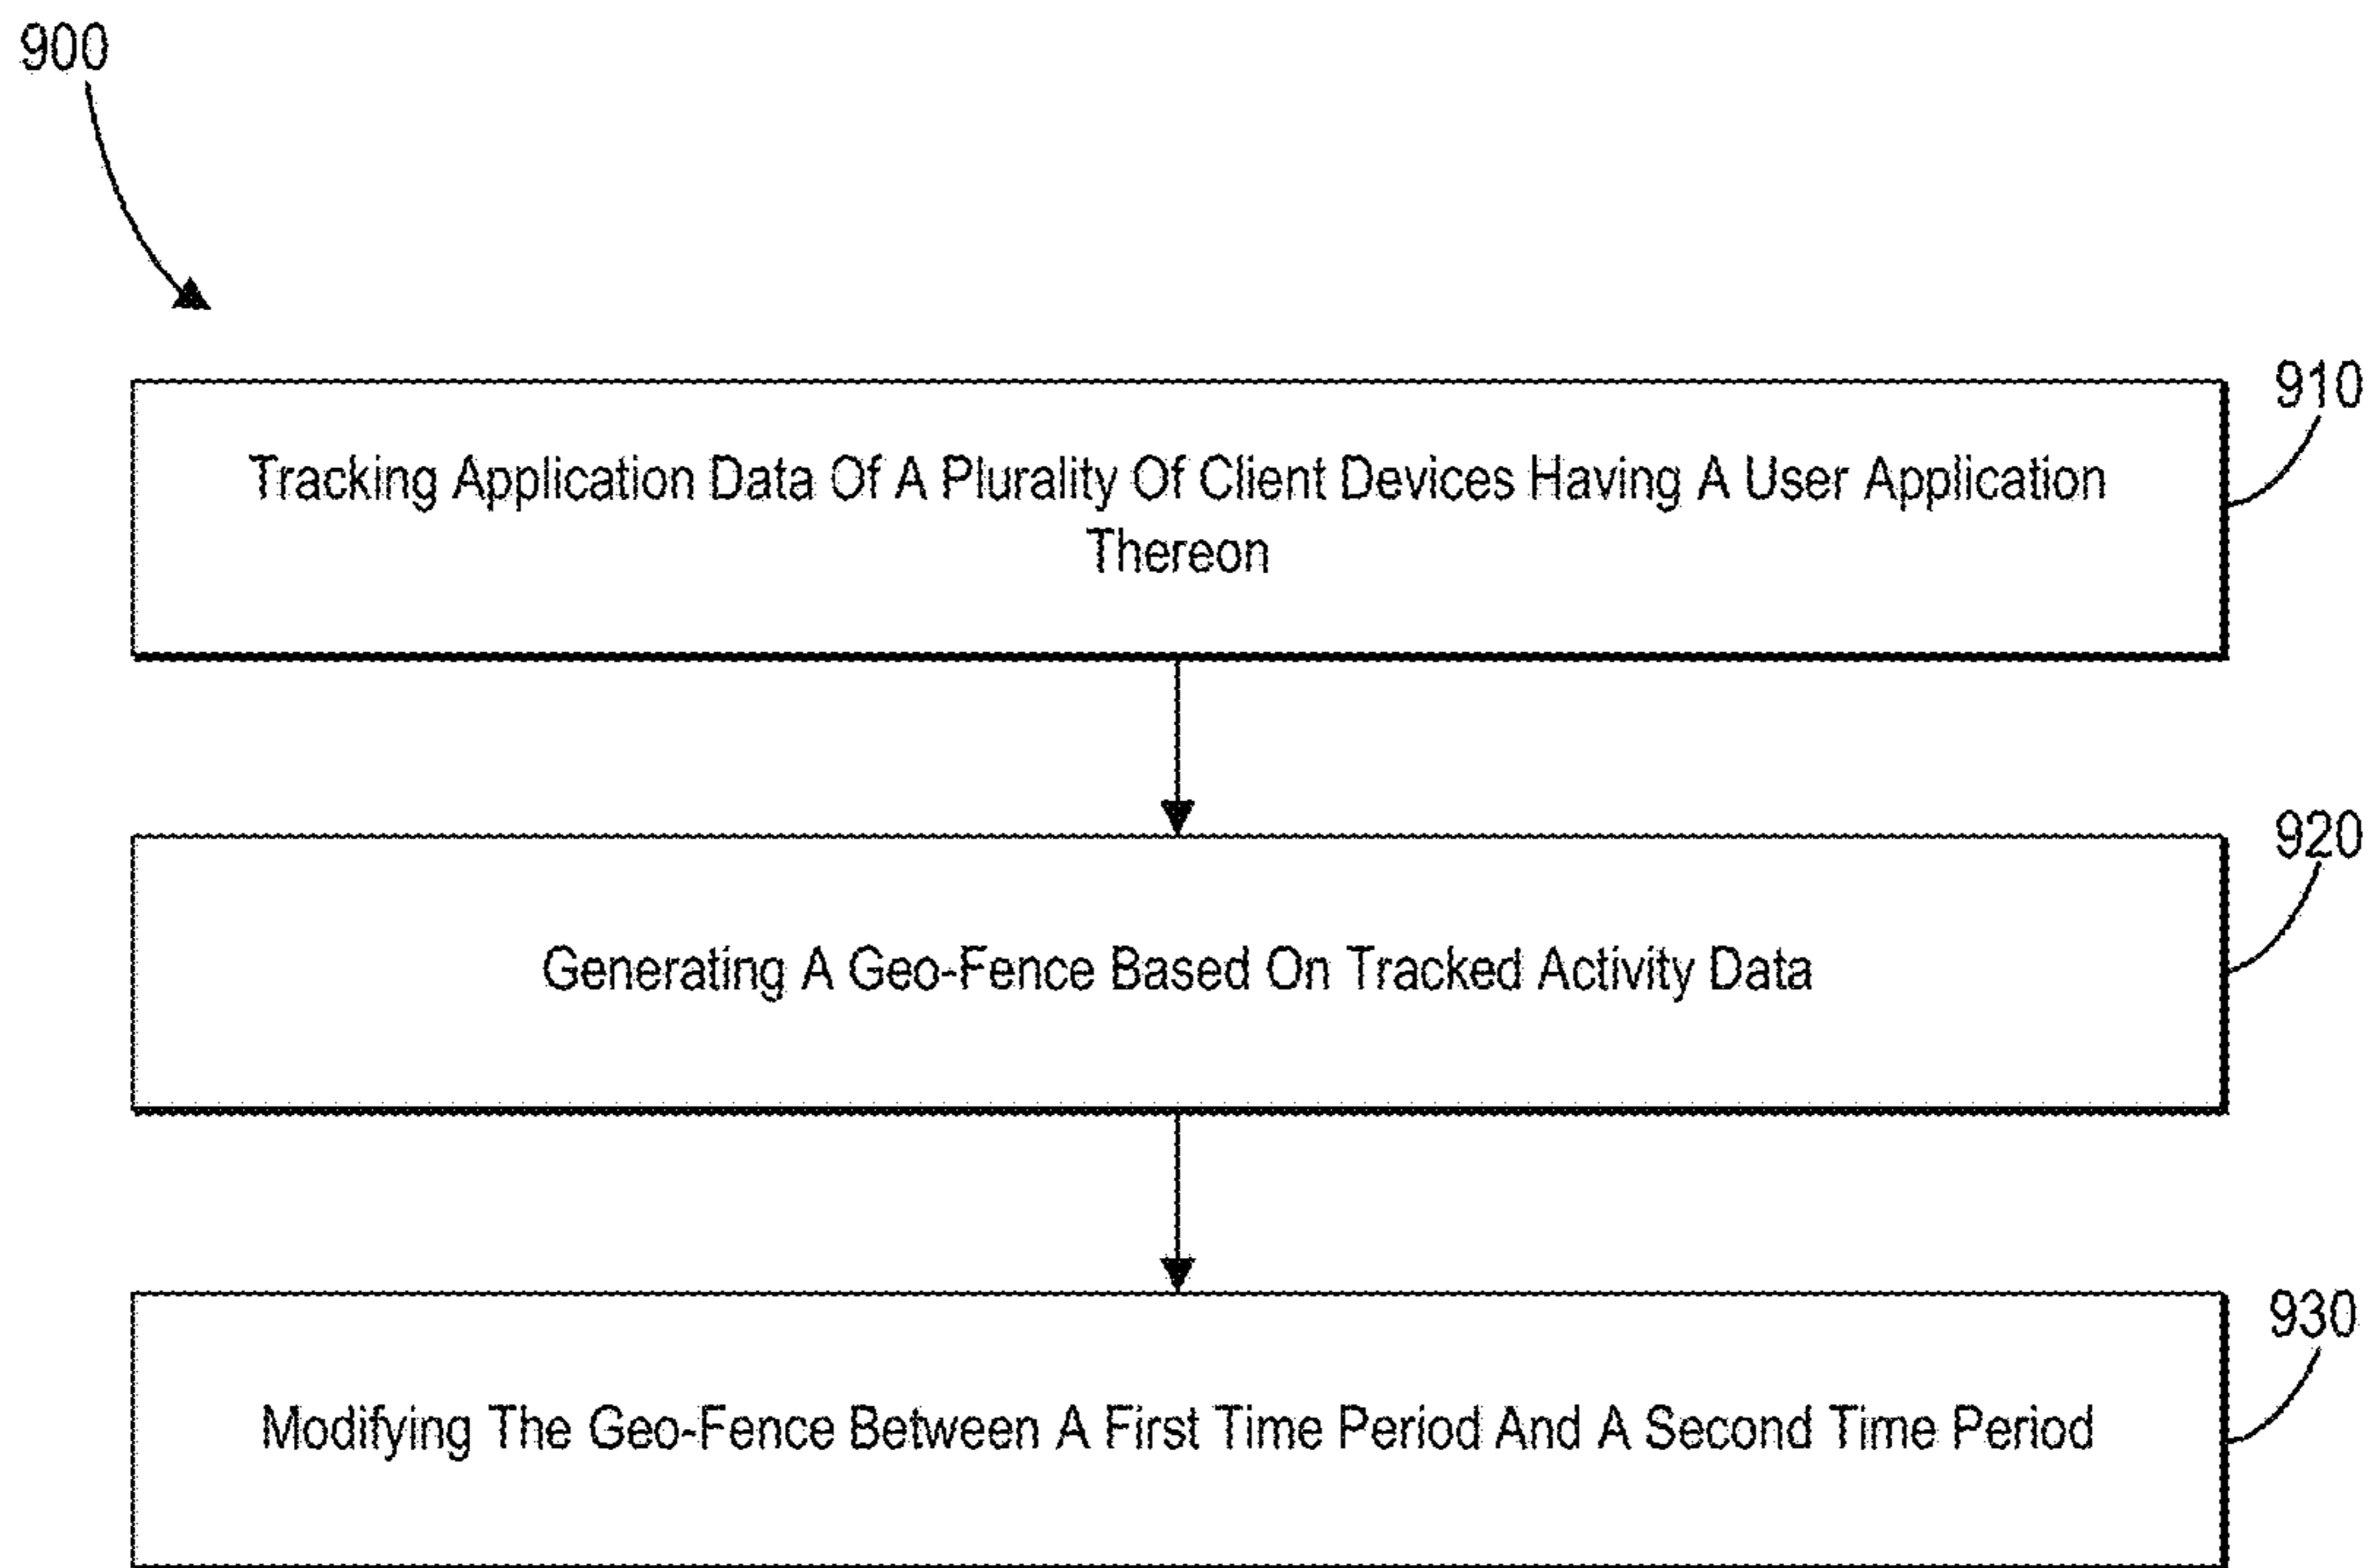 900
910
Tracking Application Data Of A Plurality Of Client Devices Having A User Application
Thereon
920
Generating A Geo-Fence Based On Tracked Activity Data
930
Modifying The Geo-Fence Between A First Time Period And A Second Time Period